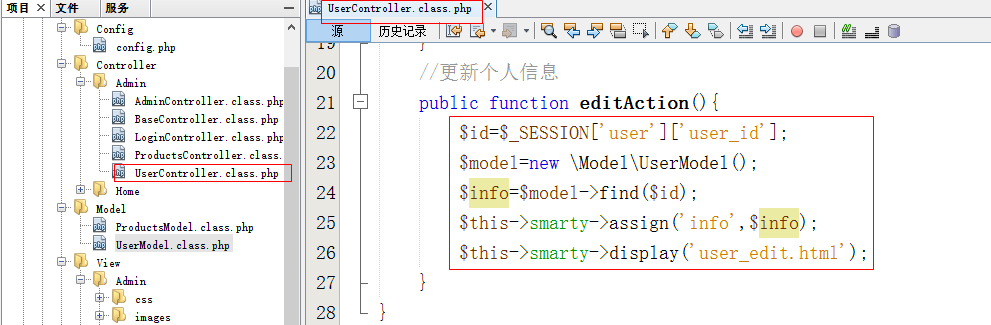 项目 × 文件 服务
Config
config.php
Controller
Admin
AdminController.class.php
BaseController.class.php
LoginController.class.php
ProductsController.class.
UserController.class.php
Home
Model
ProductsModel.class.php
UserModel.class.php
View
Admin
css
images
UserController.class.php
源 历史记录
19 }
20 //更新个人信息
21 public function editAction(){
22 $id=$_SESSION['user']['user_id'];
23 $model=new \Model\UserModel();
24 $info=$model->find($id);
25 $this->smarty->assign('info',$info);
26 $this->smarty->display('user_edit.html');
27 }
28 }